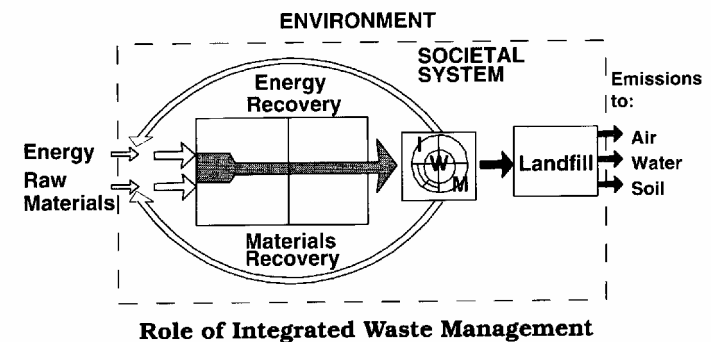 ENVIRONMENT
SOCIETAL
SYSTEM
Energy
Recovery
Emissions
to:
Energy
Raw
Materials
I
W
M
Landfill
Air
Water
Soil
Materials
Recovery
Role of Integrated Waste Management